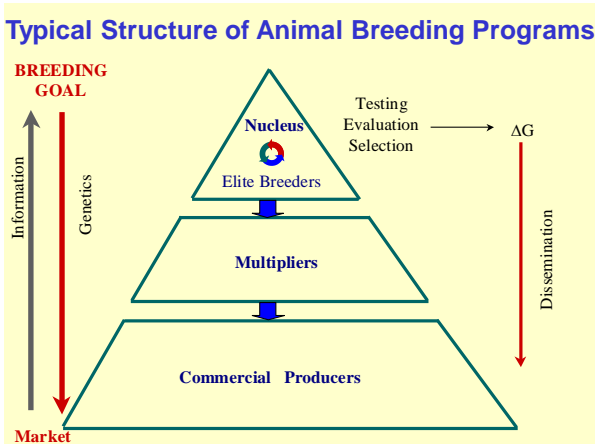 Typical Structure of Animal Breeding Programs
BREEDING
GOAL
Information
Genetics
Nucleus
Elite Breeders
Testing
Evaluation
Selection
ΔG
Multipliers
Dissemination
Commercial Producers
Market